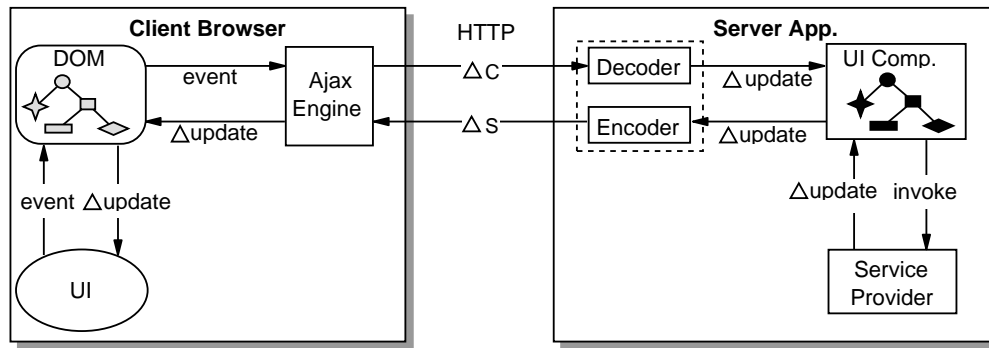 Client Browser
HTTP
Server App.
DOM
event
Ajax
Engine
△C
Decoder
△update
UI Comp.
△update
△S
Encoder
△update
event
△update
△update
invoke
UI
Service
Provider